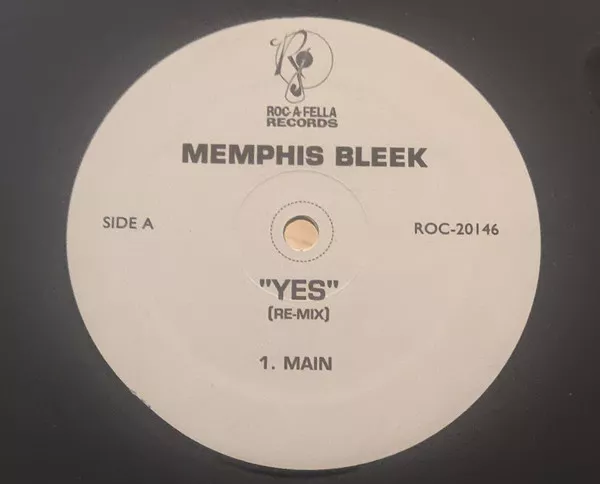 ROC-A-FELLA
RECORDS
MEMPHIS BLEEK
SIDE A
ROC-20146
"YES"
(RE-MIX)
1. MAIN